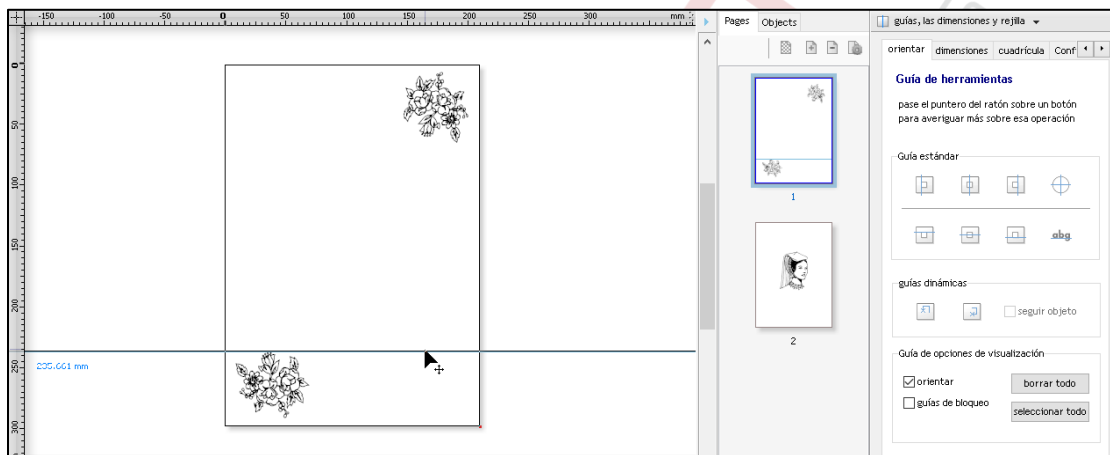 -150 -100 -50 0 50 100 150 200 250 300 mm
Pages Objects
guías, las dimensiones y rejilla
orientar dimensiones cuadrícula Conf
Guía de herramientas
pase el puntero del ratón sobre un botón
para averiguar más sobre esa operación
Guía estándar
abg
guías dinámicas
seguir objeto
Guía de opciones de visualización
orientar borrar todo
guías de bloqueo seleccionar todo
1
2
0
50
100
150
200
250
300
235.661 mm